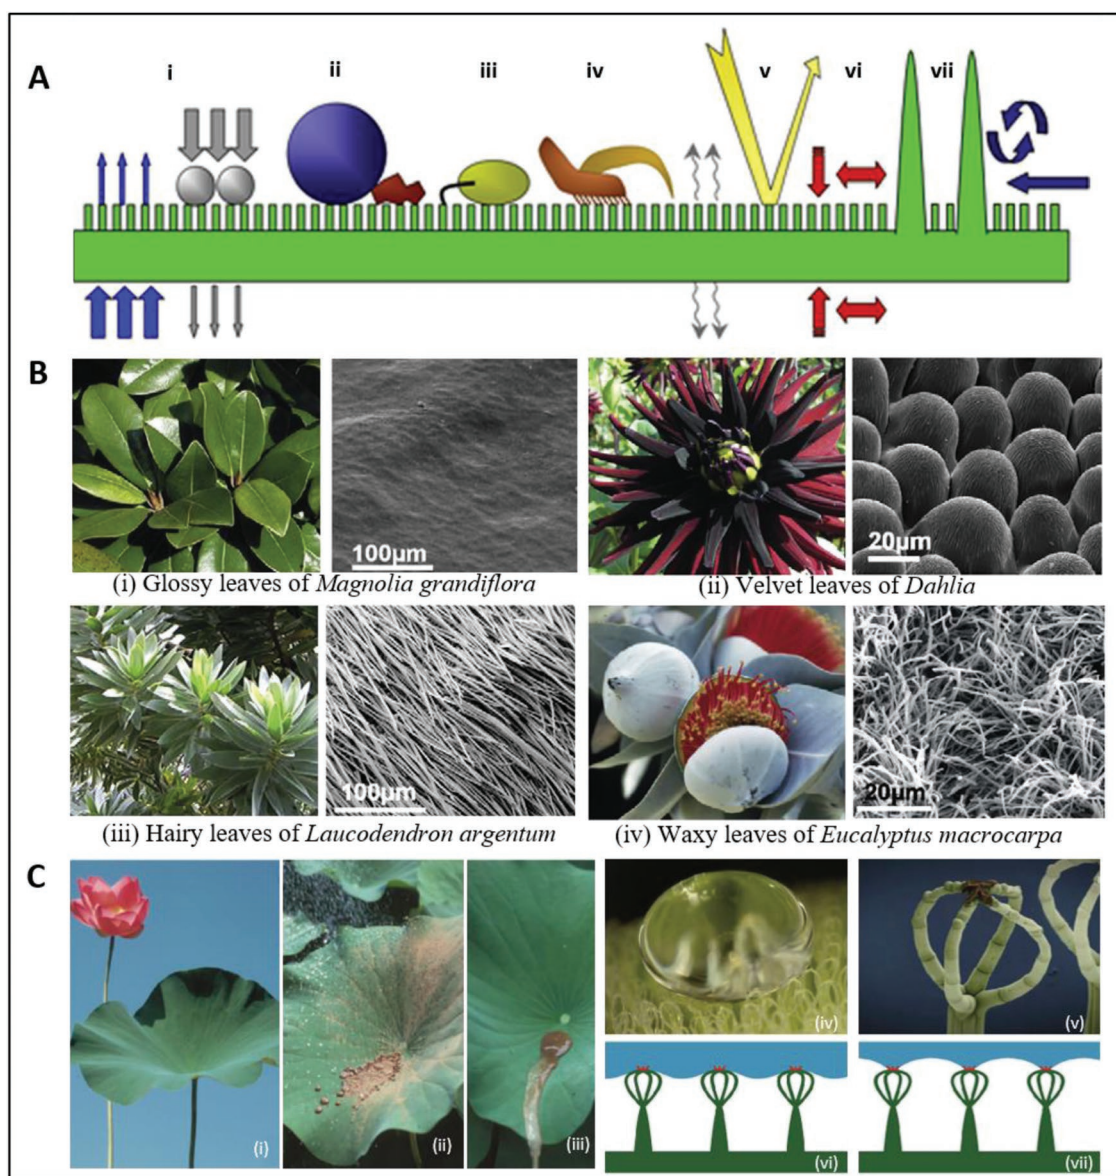 A
i
ii
iii
iv
v
vi
vii
B
100µm
20µm
(i) Glossy leaves of Magnolia grandiflora
(ii) Velvet leaves of Dahlia
100µm
20µm
(iii) Hairy leaves of Laucodendron argentum
(iv) Waxy leaves of Eucalyptus macrocarpa
C
(i)
(ii)
(iii)
(iv)
(v)
(vi)
(vii)